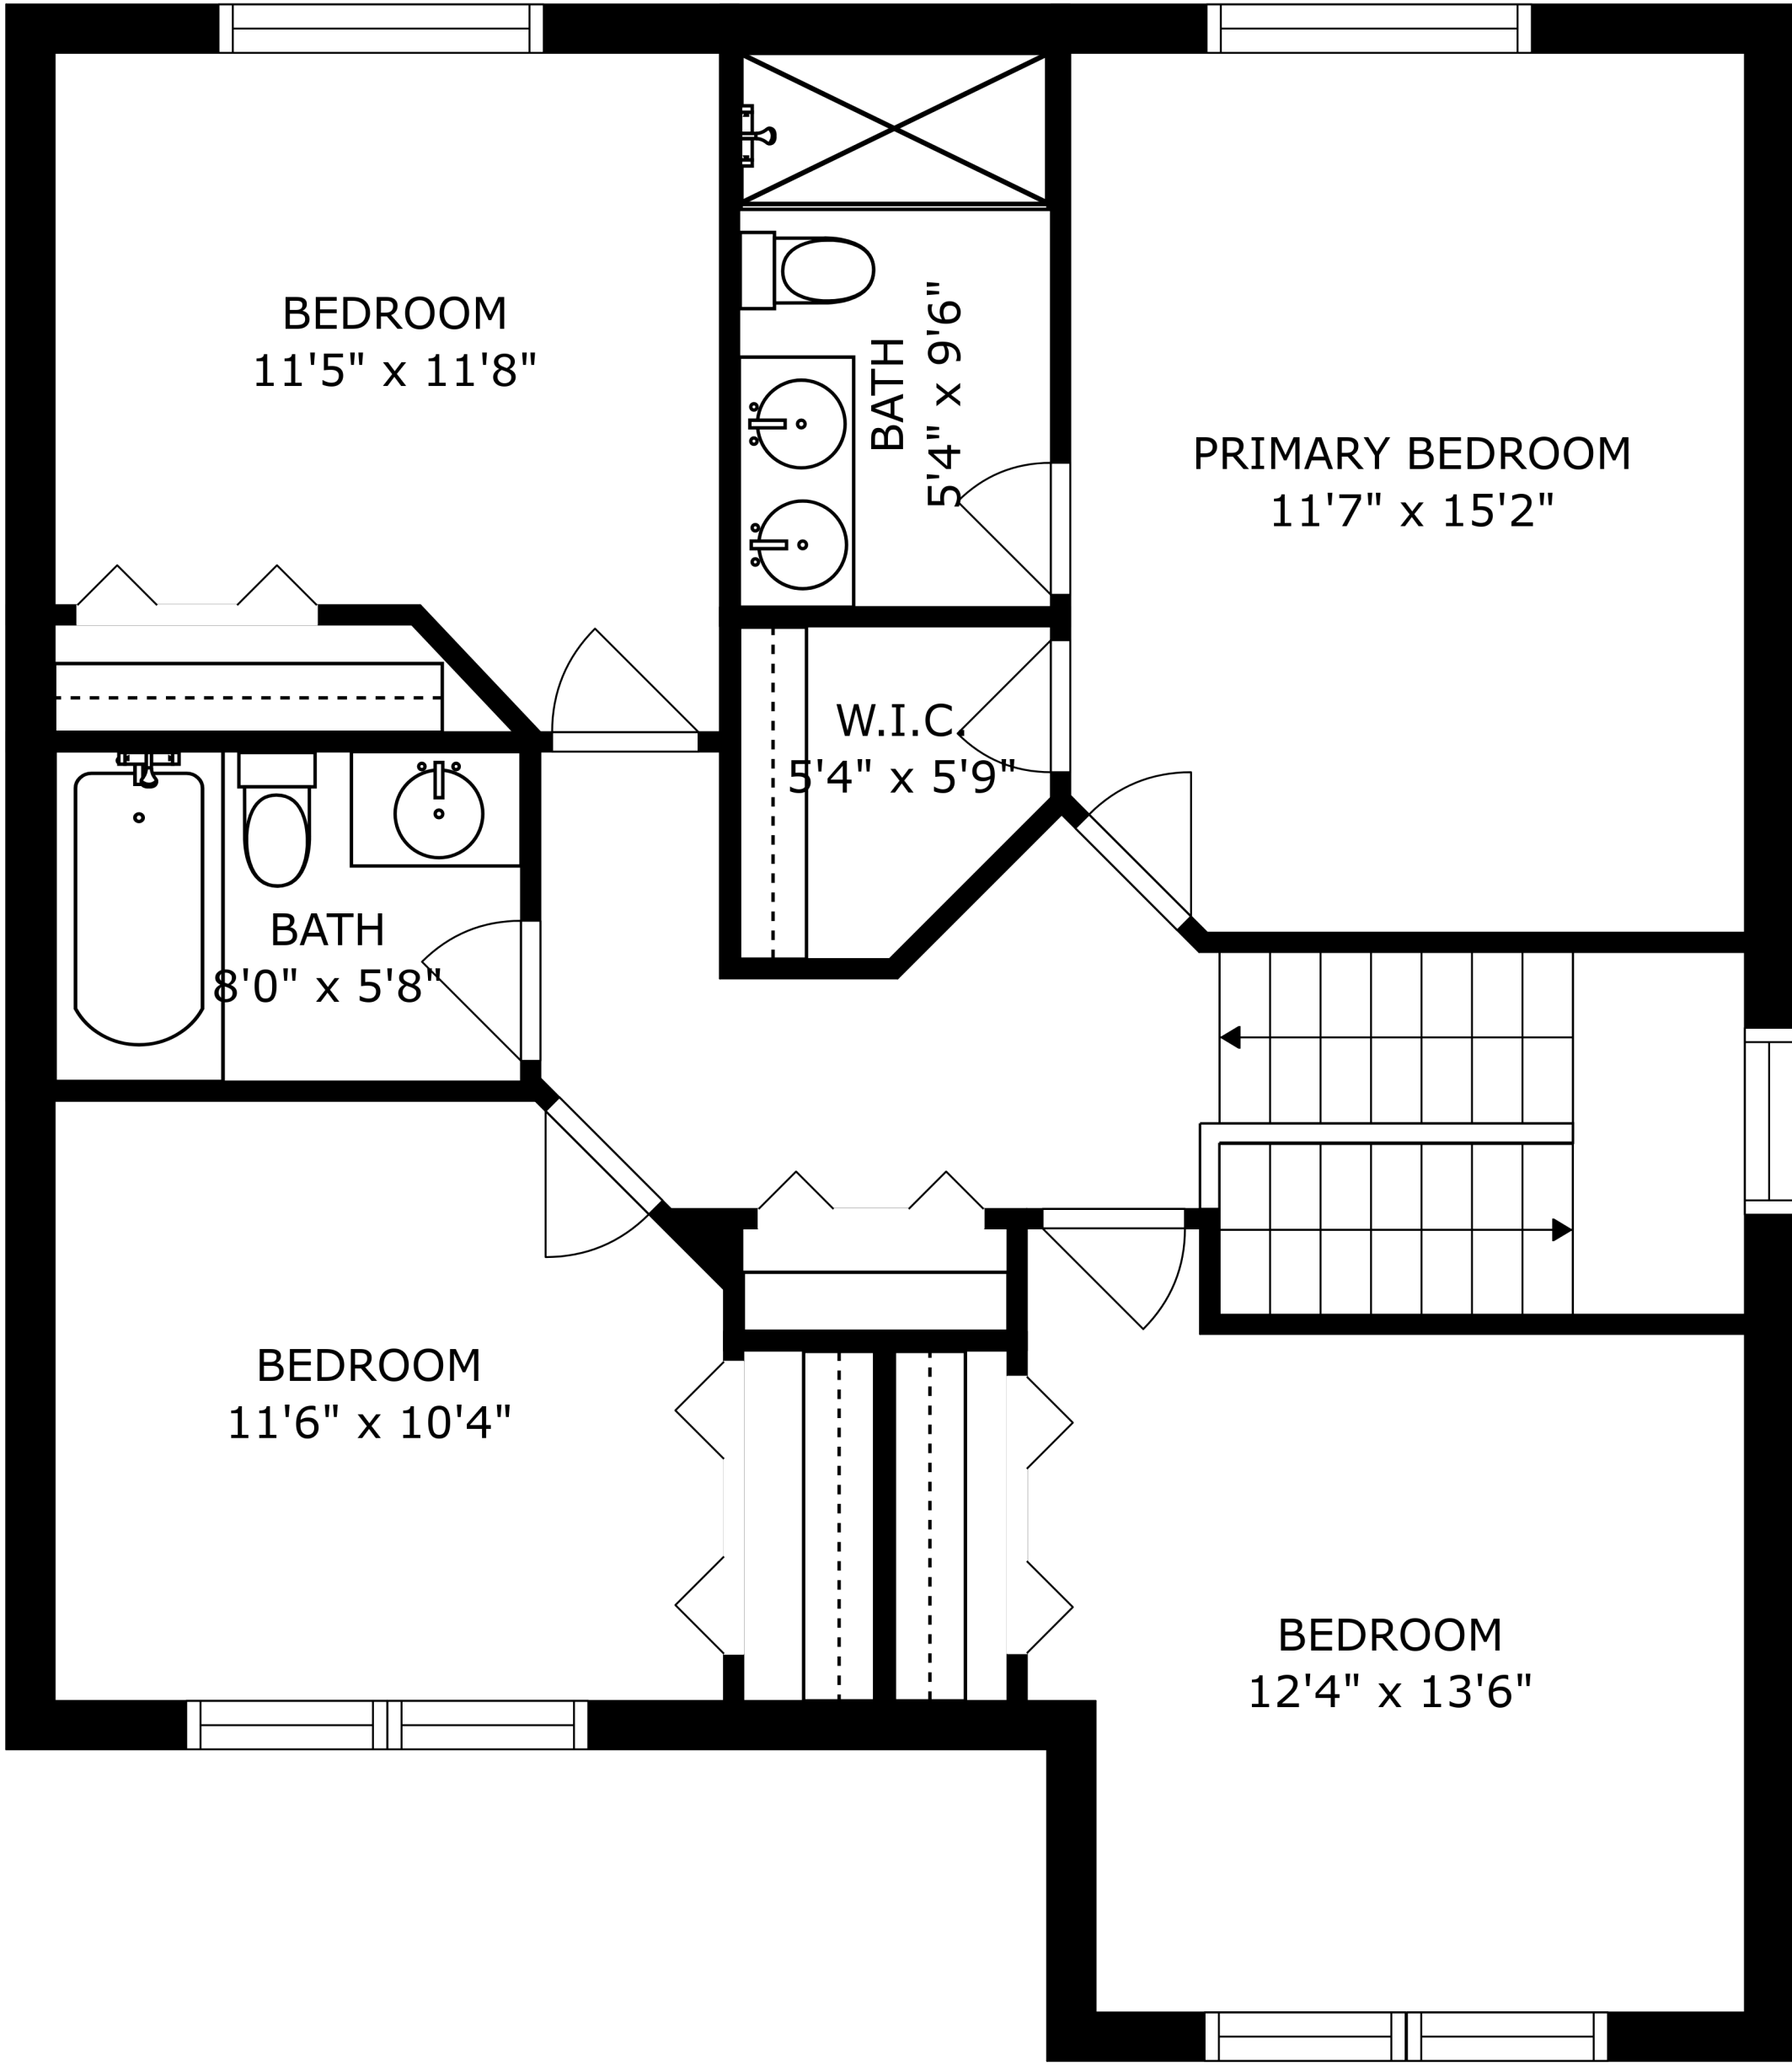 BEDROOM
11'5" x 11'8"
BATH
5'4" x 9'6"
PRIMARY BEDROOM
11'7" x 15'2"
W.I.C.
5'4" x 5'9"
BATH
8'0" x 5'8"
BEDROOM
11'6" x 10'4"
BEDROOM
12'4" x 13'6"